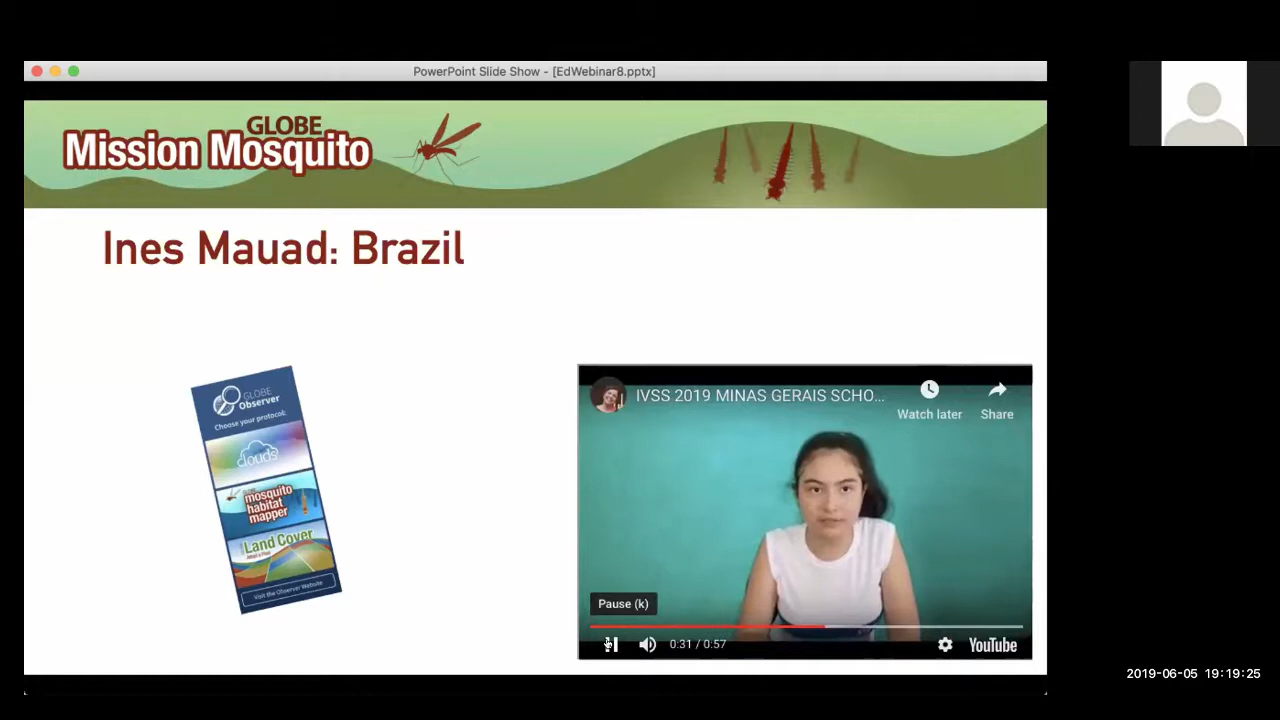 PowerPoint Slide Show - [EdWebinar8.pptx]
GLOBE
Mission Mosquito
Ines Mauad: Brazil
GLOBE
Observer
Choose your protocol:
clouds
mosquito
habitat
mapper
Land Cover
Visit the Observer Website
IVSS 2019 MINAS GERAIS SCHO...
Watch later
Share
Pause (k)
0:31 / 0:57
YouTube
2019-06-05 19:19:25